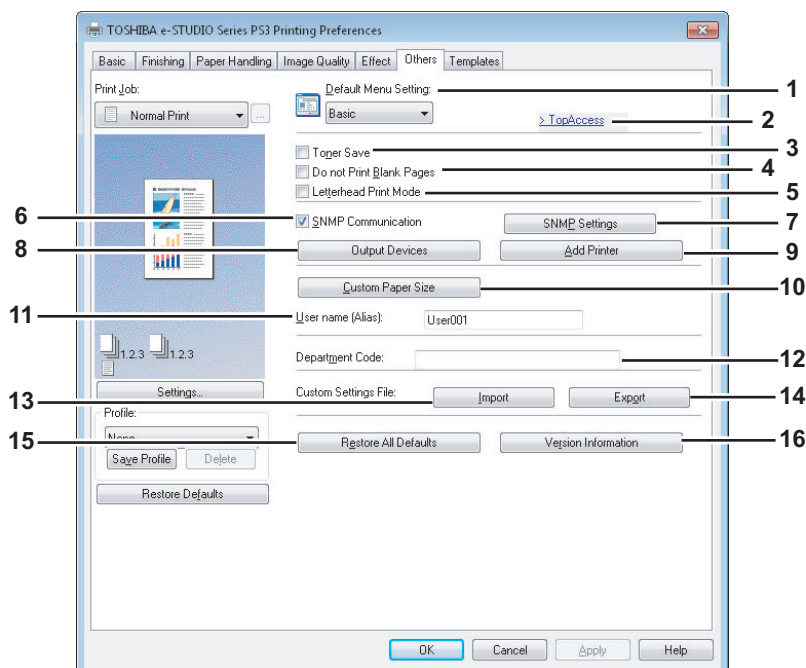 TOSHIBA e-STUDIO Series PS3 Printing Preferences
Basic Finishing Paper Handling Image Quality Effect Others Templates
Print Job:
Normal Print
...
Default Menu Setting: 1
Basic
> TopAccess 2
Toner Save 3
Do not Print Blank Pages 4
Letterhead Print Mode 5
6 SNMP Communication SNMP Settings 7
8 Output Devices Add Printer 9
Custom Paper Size 10
11 User name (Alias): User001
1.2.3 1.2.3
Department Code: 12
Settings...
13 Custom Settings File: Import Export 14
Profile:
None
15 Restore All Defaults Version Information 16
Save Profile Delete
Restore Defaults
OK Cancel Apply Help